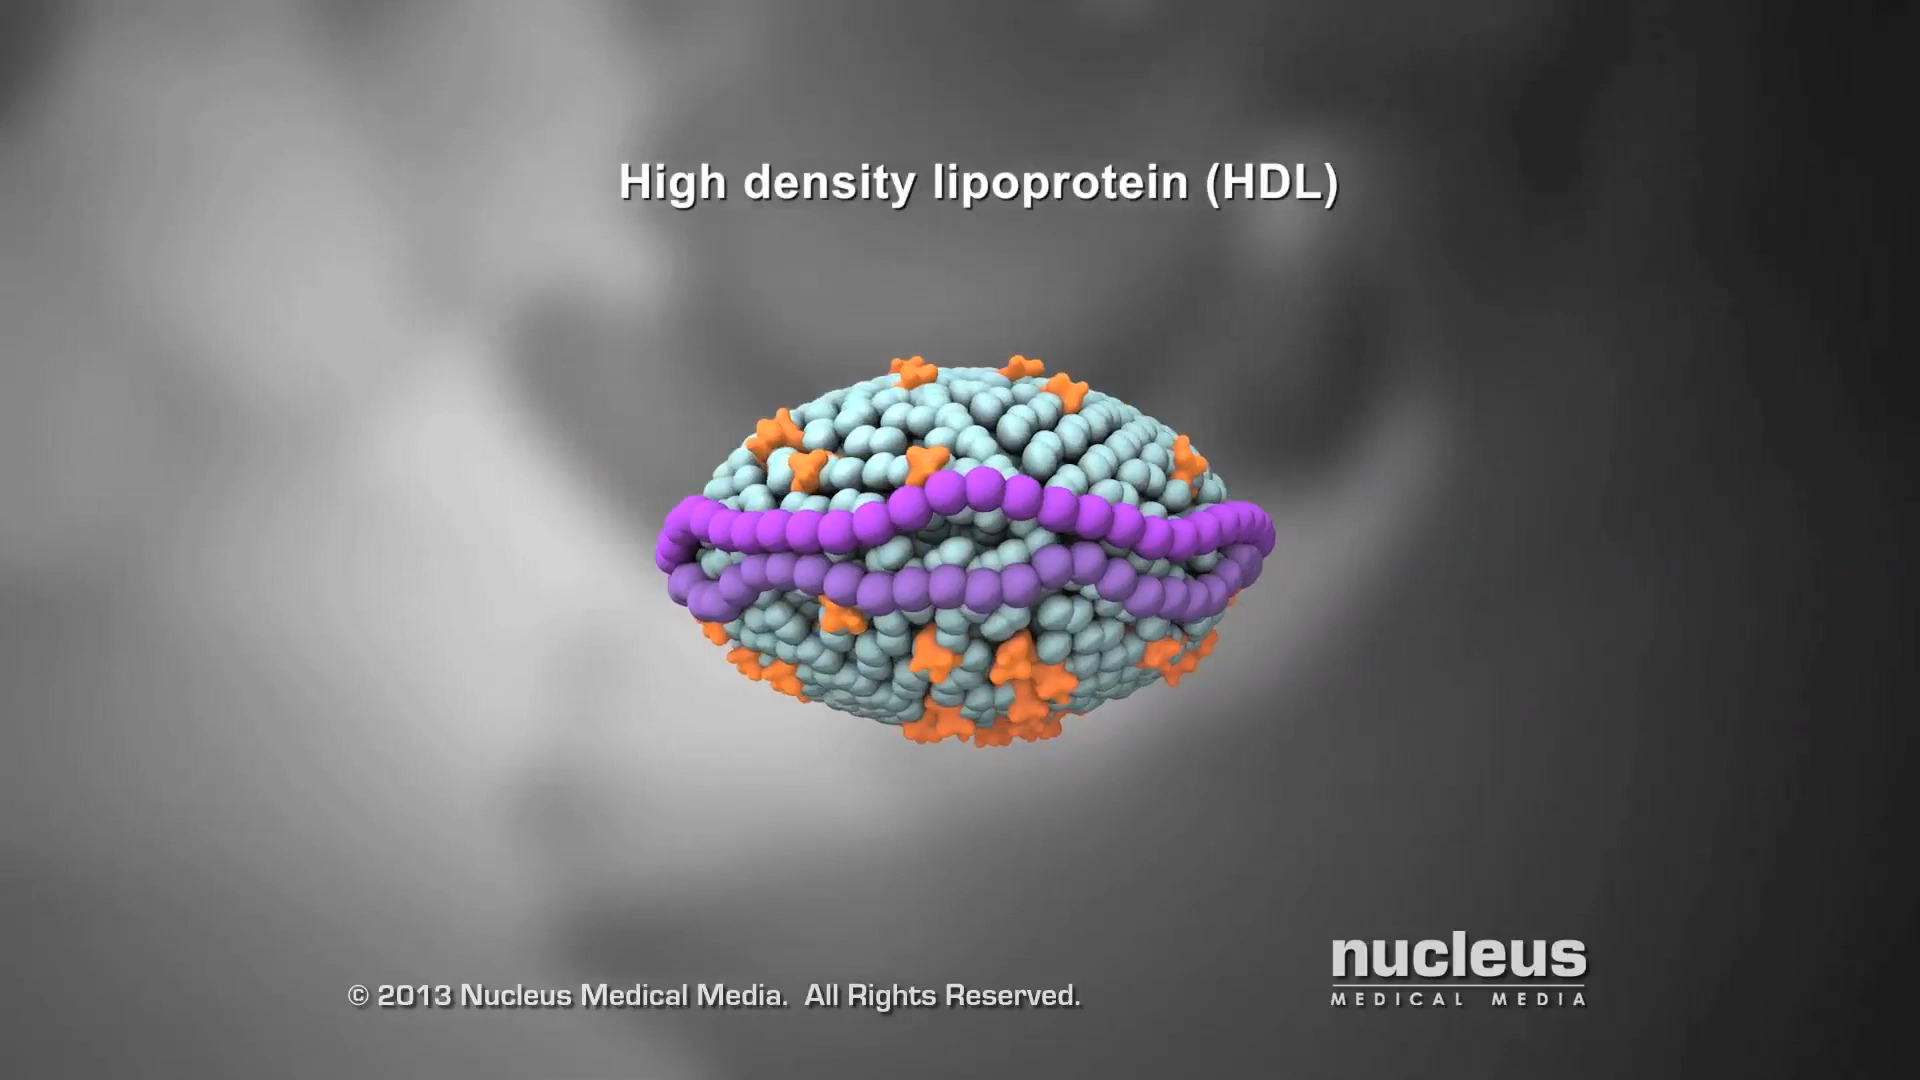 High density lipoprotein (HDL)
© 2013 Nucleus Medical Media.  All Rights Reserved.
nucleus
MEDICAL MEDIA